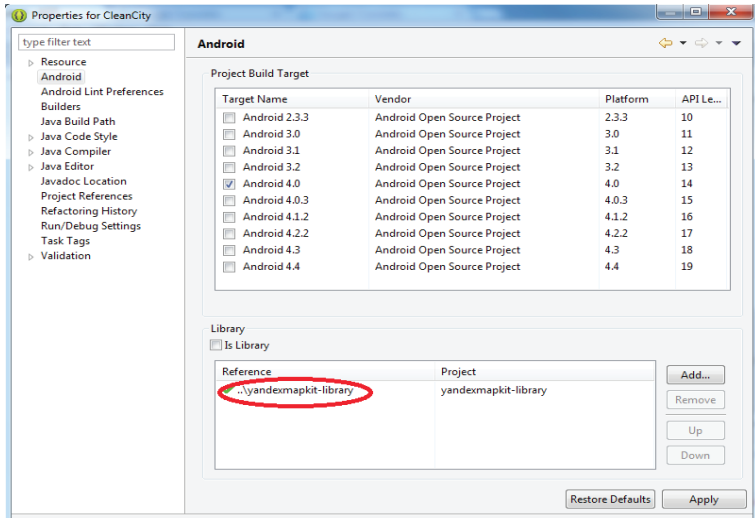 Properties for CleanCity
type filter text
Resource
Android
Android Lint Preferences
Builders
Java Build Path
Java Code Style
Java Compiler
Java Editor
Javadoc Location
Project References
Refactoring History
Run/Debug Settings
Task Tags
Validation
Android
Project Build Target
Target Name Vendor Platform API Le...
Android 2.3.3 Android Open Source Project 2.3.3 10
Android 3.0 Android Open Source Project 3.0 11
Android 3.1 Android Open Source Project 3.1 12
Android 3.2 Android Open Source Project 3.2 13
Android 4.0 Android Open Source Project 4.0 14
Android 4.0.3 Android Open Source Project 4.0.3 15
Android 4.1.2 Android Open Source Project 4.1.2 16
Android 4.2.2 Android Open Source Project 4.2.2 17
Android 4.3 Android Open Source Project 4.3 18
Android 4.4 Android Open Source Project 4.4 19
Library
Is Library
Reference Project
..\yandexmapkit-library yandexmapkit-library
Add...
Remove
Up
Down
Restore Defaults Apply